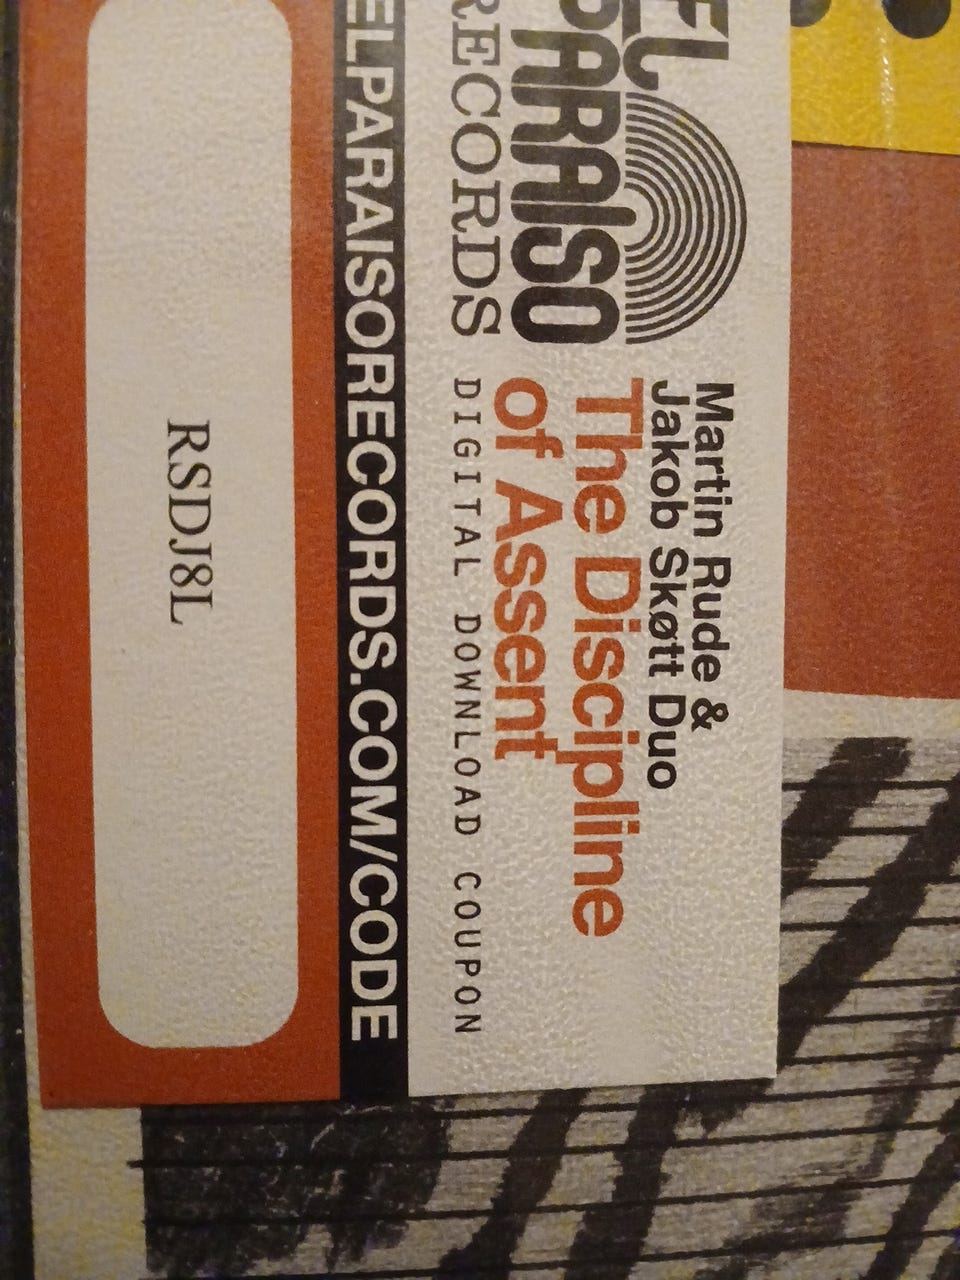 EL
PARAISO
RECORDS
Martin Rude &
Jakob Skøtt Duo
The Discipline
of Assent
DIGITAL DOWNLOAD COUPON
ELPARAISORECORDS.COM/CODE
RSDJ8L